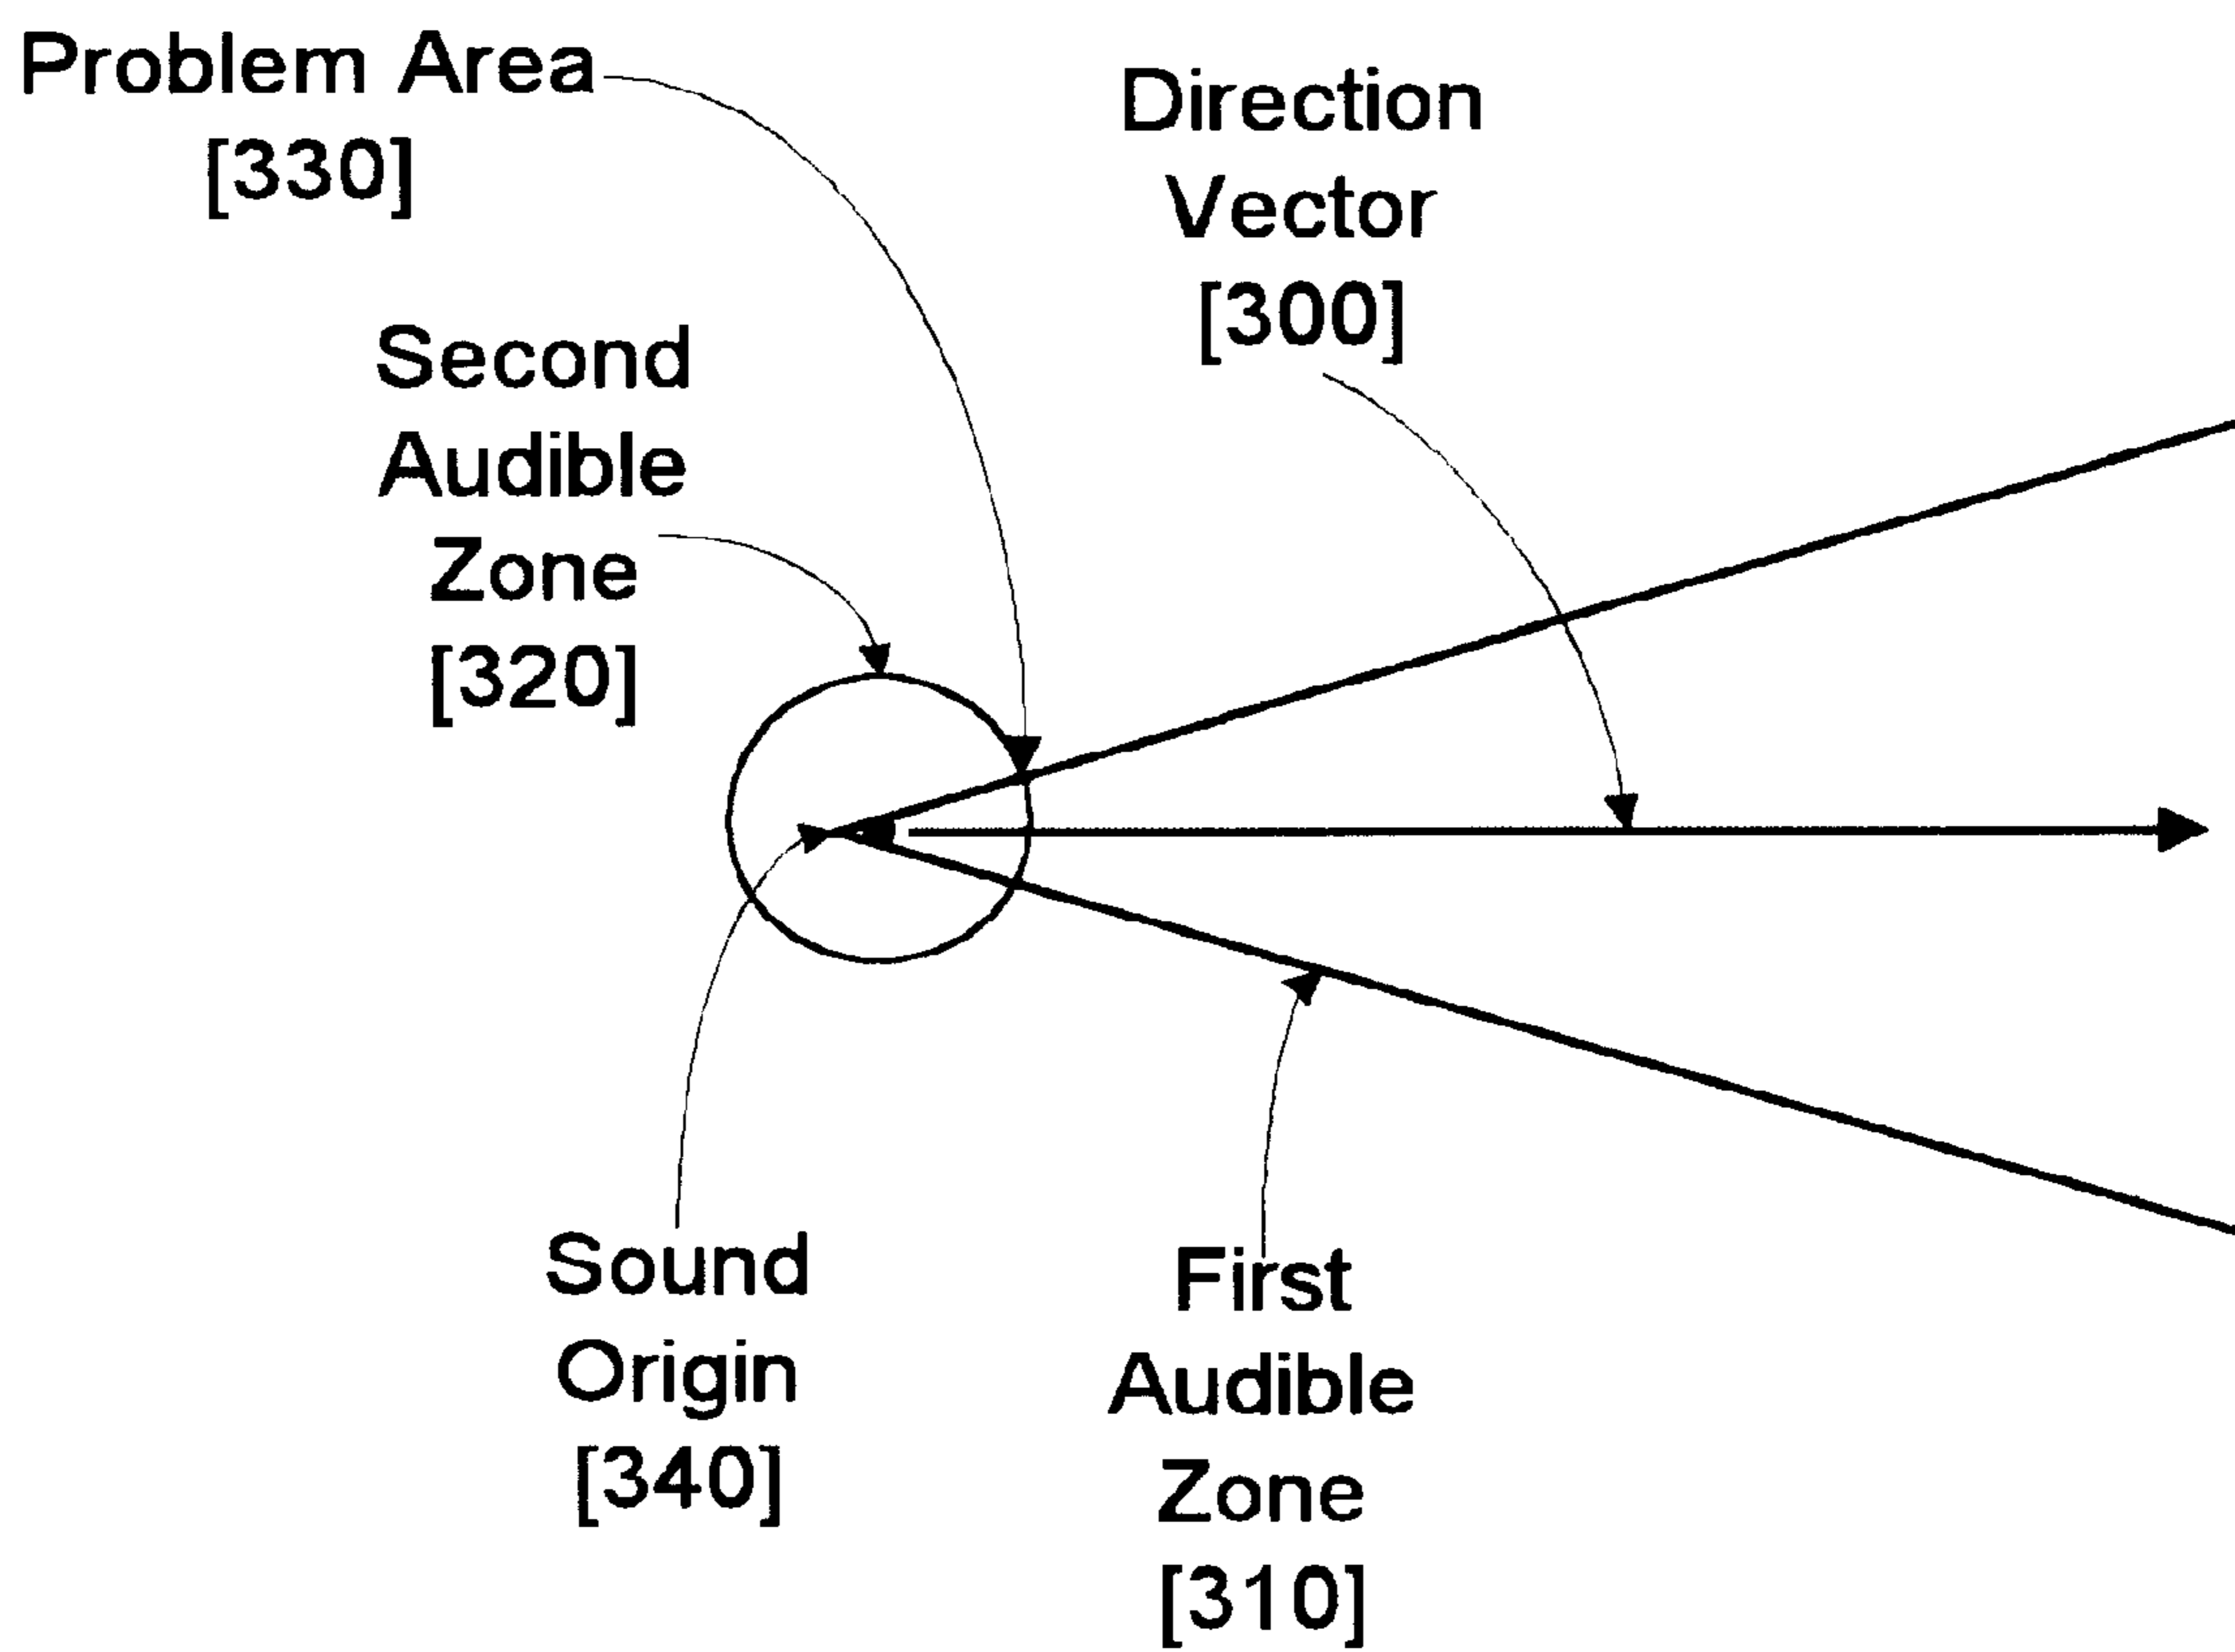 Problem Area
[330]
Direction
Vector
[300]
Second
Audible
Zone
[320]
Sound
Origin
[340]
First
Audible
Zone
[310]